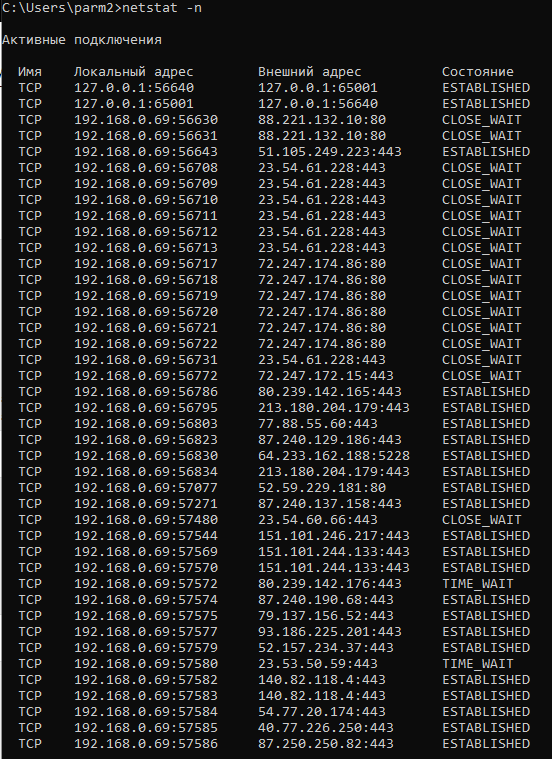 C:\Users\parm2>netstat -n
Активные подключения
Имя Локальный адрес Внешний адрес Состояние
TCP 127.0.0.1:56640 127.0.0.1:65001 ESTABLISHED
TCP 127.0.0.1:65001 127.0.0.1:56640 ESTABLISHED
TCP 192.168.0.69:56630 88.221.132.10:80 CLOSE_WAIT
TCP 192.168.0.69:56631 88.221.132.10:80 CLOSE_WAIT
TCP 192.168.0.69:56643 51.105.249.223:443 ESTABLISHED
TCP 192.168.0.69:56708 23.54.61.228:443 CLOSE_WAIT
TCP 192.168.0.69:56709 23.54.61.228:443 CLOSE_WAIT
TCP 192.168.0.69:56710 23.54.61.228:443 CLOSE_WAIT
TCP 192.168.0.69:56711 23.54.61.228:443 CLOSE_WAIT
TCP 192.168.0.69:56712 23.54.61.228:443 CLOSE_WAIT
TCP 192.168.0.69:56713 23.54.61.228:443 CLOSE_WAIT
TCP 192.168.0.69:56717 72.247.174.86:80 CLOSE_WAIT
TCP 192.168.0.69:56718 72.247.174.86:80 CLOSE_WAIT
TCP 192.168.0.69:56719 72.247.174.86:80 CLOSE_WAIT
TCP 192.168.0.69:56720 72.247.174.86:80 CLOSE_WAIT
TCP 192.168.0.69:56721 72.247.174.86:80 CLOSE_WAIT
TCP 192.168.0.69:56722 72.247.174.86:80 CLOSE_WAIT
TCP 192.168.0.69:56731 23.54.61.228:443 CLOSE_WAIT
TCP 192.168.0.69:56772 72.247.172.15:443 CLOSE_WAIT
TCP 192.168.0.69:56786 80.239.142.165:443 ESTABLISHED
TCP 192.168.0.69:56795 213.180.204.179:443 ESTABLISHED
TCP 192.168.0.69:56803 77.88.55.60:443 ESTABLISHED
TCP 192.168.0.69:56823 87.240.129.186:443 ESTABLISHED
TCP 192.168.0.69:56830 64.233.162.188:5228 ESTABLISHED
TCP 192.168.0.69:56834 213.180.204.179:443 ESTABLISHED
TCP 192.168.0.69:57077 52.59.229.181:80 ESTABLISHED
TCP 192.168.0.69:57271 87.240.137.158:443 ESTABLISHED
TCP 192.168.0.69:57480 23.54.60.66:443 CLOSE_WAIT
TCP 192.168.0.69:57544 151.101.246.217:443 ESTABLISHED
TCP 192.168.0.69:57569 151.101.244.133:443 ESTABLISHED
TCP 192.168.0.69:57570 151.101.244.133:443 ESTABLISHED
TCP 192.168.0.69:57572 80.239.142.176:443 TIME_WAIT
TCP 192.168.0.69:57574 87.240.190.68:443 ESTABLISHED
TCP 192.168.0.69:57575 79.137.156.52:443 ESTABLISHED
TCP 192.168.0.69:57577 93.186.225.201:443 ESTABLISHED
TCP 192.168.0.69:57579 52.157.234.37:443 ESTABLISHED
TCP 192.168.0.69:57580 23.53.50.59:443 TIME_WAIT
TCP 192.168.0.69:57582 140.82.118.4:443 ESTABLISHED
TCP 192.168.0.69:57583 140.82.118.4:443 ESTABLISHED
TCP 192.168.0.69:57584 54.77.20.174:443 ESTABLISHED
TCP 192.168.0.69:57585 40.77.226.250:443 ESTABLISHED
TCP 192.168.0.69:57586 87.250.250.82:443 ESTABLISHED